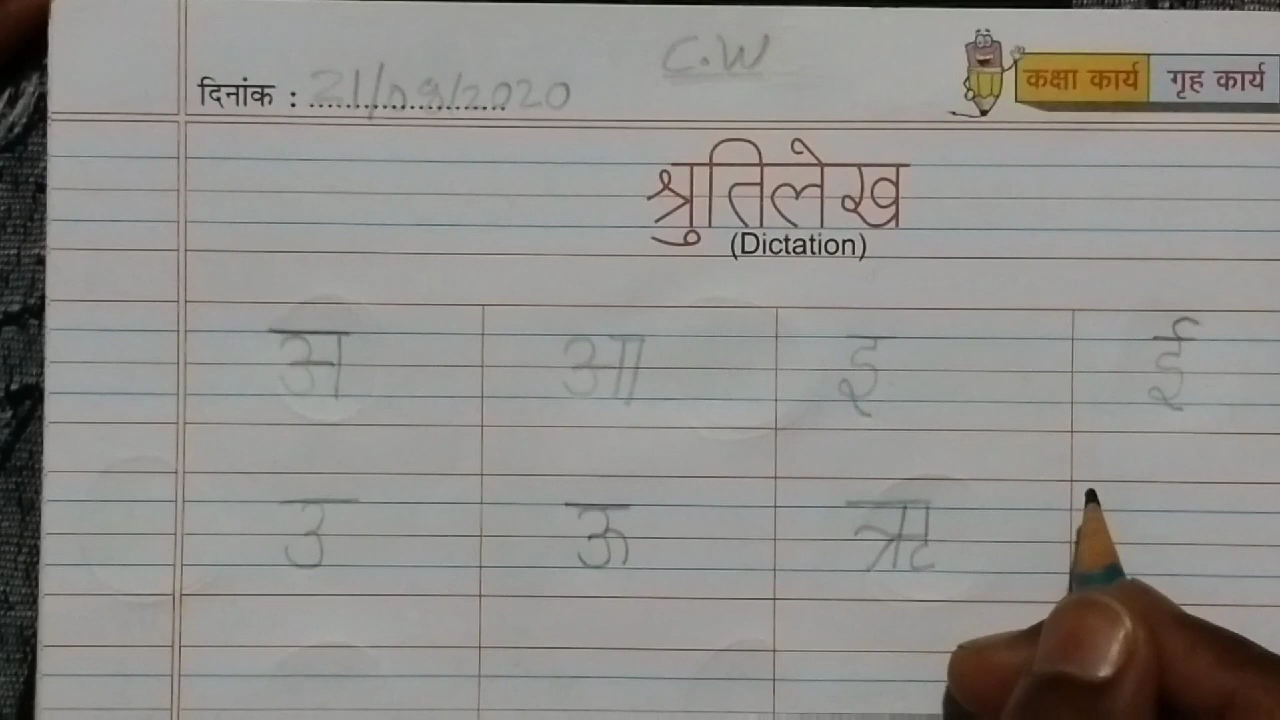 C.W
दिनांक : 21/09/2020
कक्षा कार्य गृह कार्य
श्रुतिलेख
(Dictation)
अ आ इ ई
उ ऊ ऋ